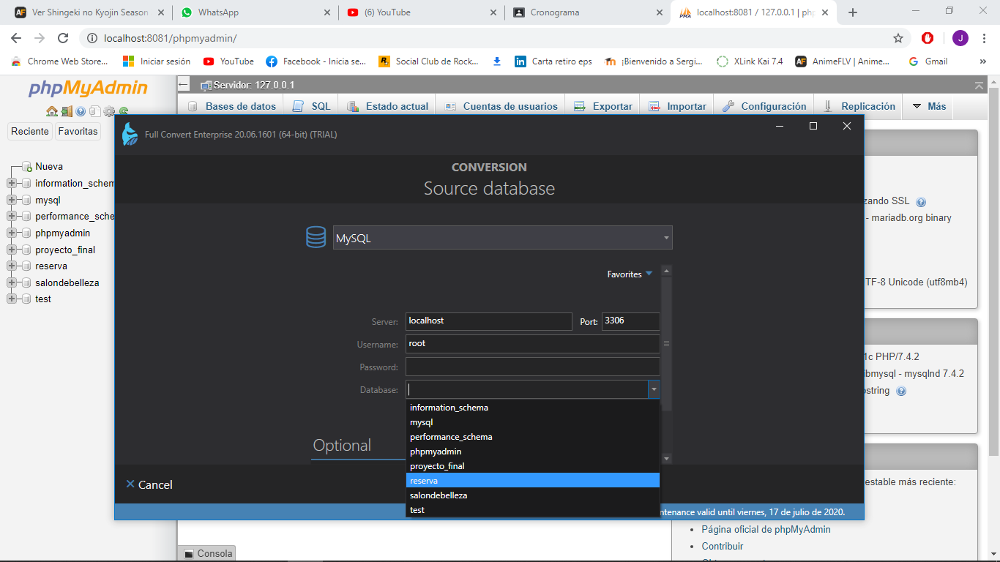 Ver Shingeki no Kyojin Season
WhatsApp
(6) YouTube
Cronograma
localhost:8081 / 127.0.0.1 | php
localhost:8081/phpmyadmin/
J
Chrome Web Store...
Iniciar sesión
YouTube
Facebook - Inicia se...
Social Club de Rock...
Carta retiro eps
¡Bienvenido a Sergi...
XLink Kai 7.4
AnimeFLV | Anime...
Gmail
phpMyAdmin
Servidor: 127.0.0.1
Bases de datos
SQL
Estado actual
Cuentas de usuarios
Exportar
Importar
Configuración
Replicación
Más
Reciente
Favoritas
Nueva
information_schem
mysql
performance_sche
phpmyadmin
proyecto_final
reserva
salondebelleza
test
Full Convert Enterprise 20.06.1601 (64-bit) (TRIAL)
CONVERSION
Source database
MySQL
Favorites
Server:
localhost
Port:
3306
Username:
root
Password:
Database:
information_schema
mysql
performance_schema
phpmyadmin
proyecto_final
reserva
salondebelleza
test
Optional
Cancel
ntenance valid until viernes, 17 de julio de 2020.
zando SSL
- mariadb.org binary
TF-8 Unicode (utf8mb4)
1c PHP/7.4.2
ibmysql - mysqlnd 7.4.2
bstring
estable más reciente:
Página oficial de phpMyAdmin
Contribuir
Consola